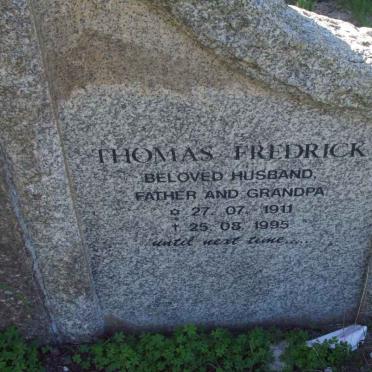 THOMAS FREDRICK
BELOVED HUSBAND,
FATHER AND GRANDPA
✡ 27. 07. 1911
† 25. 08. 1995
until next time.....